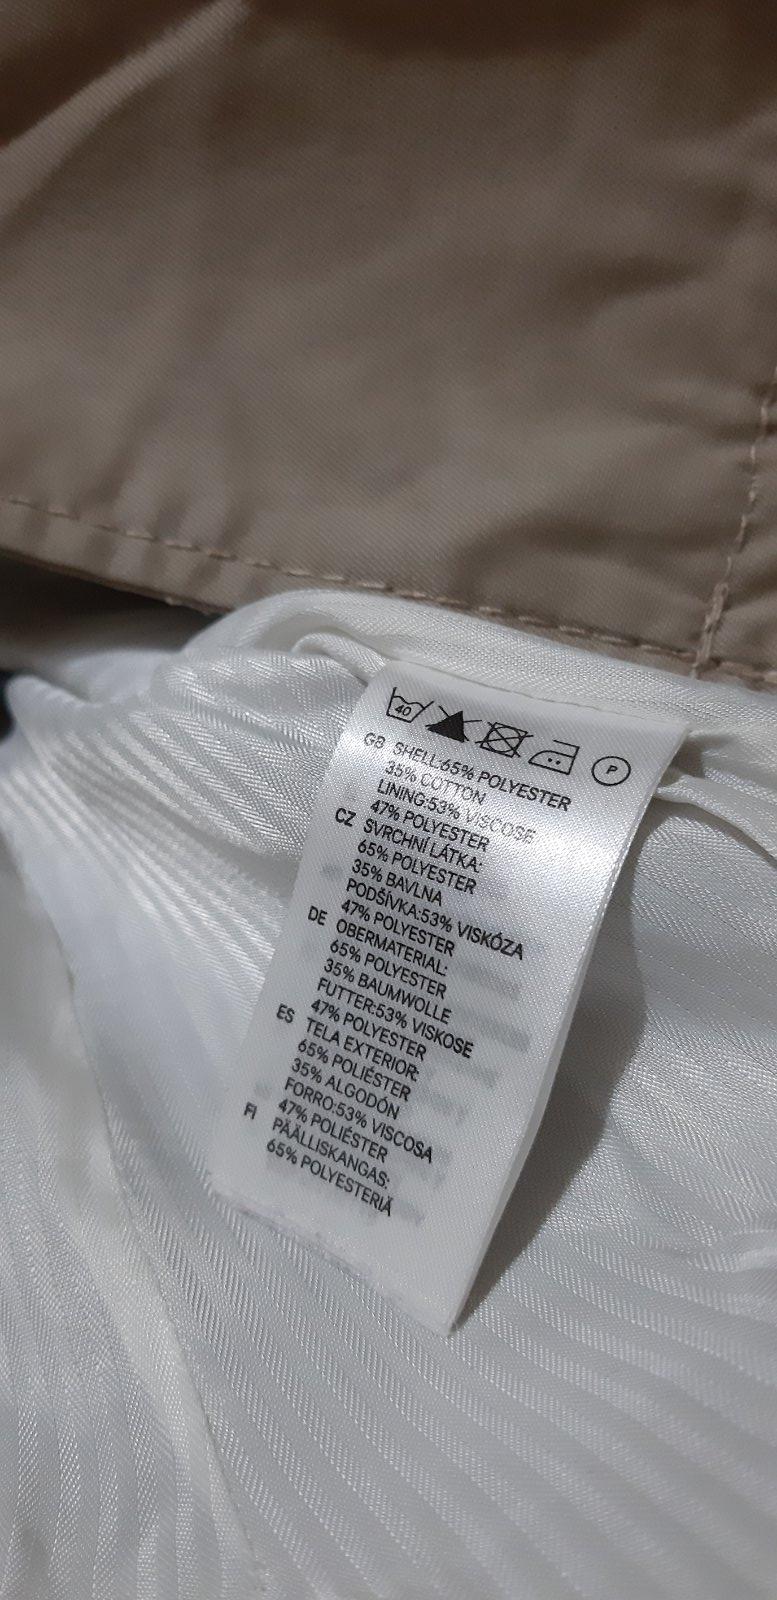 40 P
GB SHELL:65% POLYESTER
35% COTTON
LINING:53% VISCOSE
47% POLYESTER
CZ SVRCHNÍ LÁTKA:
65% POLYESTER
35% BAVLNA
PODŠÍVKA:53% VISKÓZA
47% POLYESTER
DE OBERMATERIAL:
65% POLYESTER
35% BAUMWOLLE
FUTTER:53% VISKOSE
47% POLYESTER
ES TELA EXTERIOR:
65% POLIÉSTER
35% ALGODÓN
FORRO:53% VISCOSA
47% POLIÉSTER
FI PÄÄLLISKANGAS:
65% POLYESTERIÄ